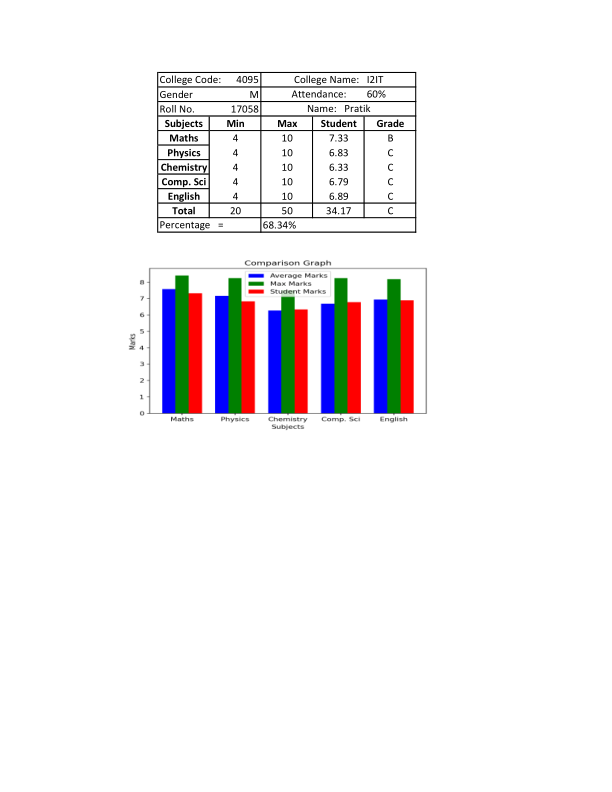 College Code: 4095 College Name: I2IT
Gender M Attendance: 60%
Roll No. 17058 Name: Pratik
Subjects Min Max Student Grade
Maths 4 10 7.33 B
Physics 4 10 6.83 C
Chemistry 4 10 6.33 C
Comp. Sci 4 10 6.79 C
English 4 10 6.89 C
Total 20 50 34.17 C
Percentage = 68.34%
Comparison Graph
Average Marks
Max Marks
Student Marks
8
7
6
5
4
3
2
1
0
Marks
Maths Physics Chemistry Comp. Sci English
Subjects